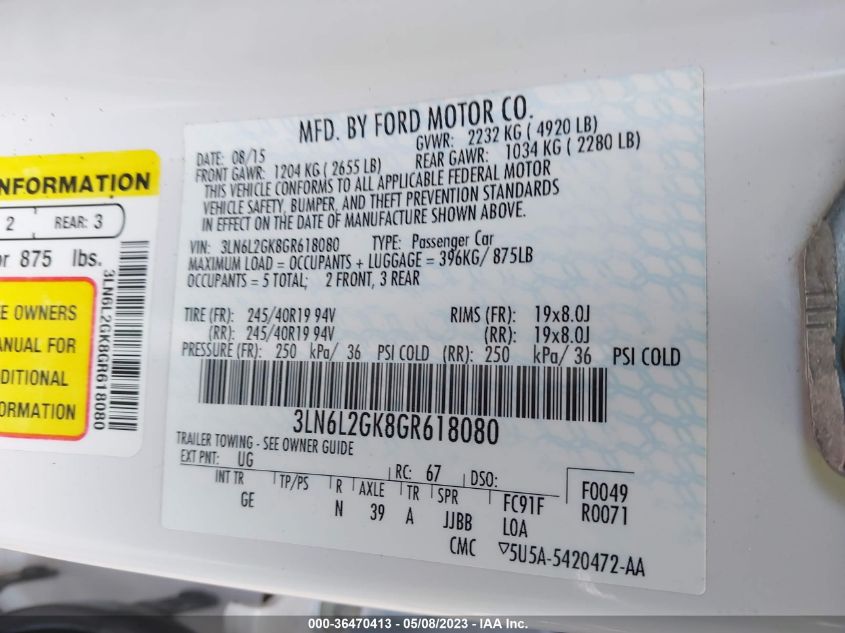 NFORMATION
2 REAR: 3
or 875 lbs.
EE OWNERS
ANUAL FOR
DDITIONAL
FORMATION
3LN6L2GK8GR618080
MFD. BY FORD MOTOR CO.
DATE: 08/15 GVWR: 2232 KG ( 4920 LB)
FRONT GAWR: 1204 KG ( 2655 LB) REAR GAWR: 1034 KG ( 2280 LB)
THIS VEHICLE CONFORMS TO ALL APPLICABLE FEDERAL MOTOR
VEHICLE SAFETY, BUMPER, AND THEFT PREVENTION STANDARDS
IN EFFECT ON THE DATE OF MANUFACTURE SHOWN ABOVE.
VIN: 3LN6L2GK8GR618080 TYPE: Passenger Car
MAXIMUM LOAD = OCCUPANTS + LUGGAGE = 396KG/ 875LB
OCCUPANTS = 5 TOTAL; 2 FRONT, 3 REAR
TIRE (FR): 245/40R19 94V RIMS (FR): 19x8.0J
(RR): 245/40R19 94V (RR): 19x8.0J
PRESSURE (FR): 250 kPa/ 36 PSI COLD (RR): 250 kPa/ 36 PSI COLD
3LN6L2GK8GR618080
TRAILER TOWING - SEE OWNER GUIDE
EXT PNT: UG RC: 67 DSO: F0049
INT TR TP/PS R AXLE TR SPR FC91F R0071
GE N 39 A JJBB LOA
CMC ▽5U5A-5420472-AA
000-36470413 - 05/08/2023 - IAA Inc.